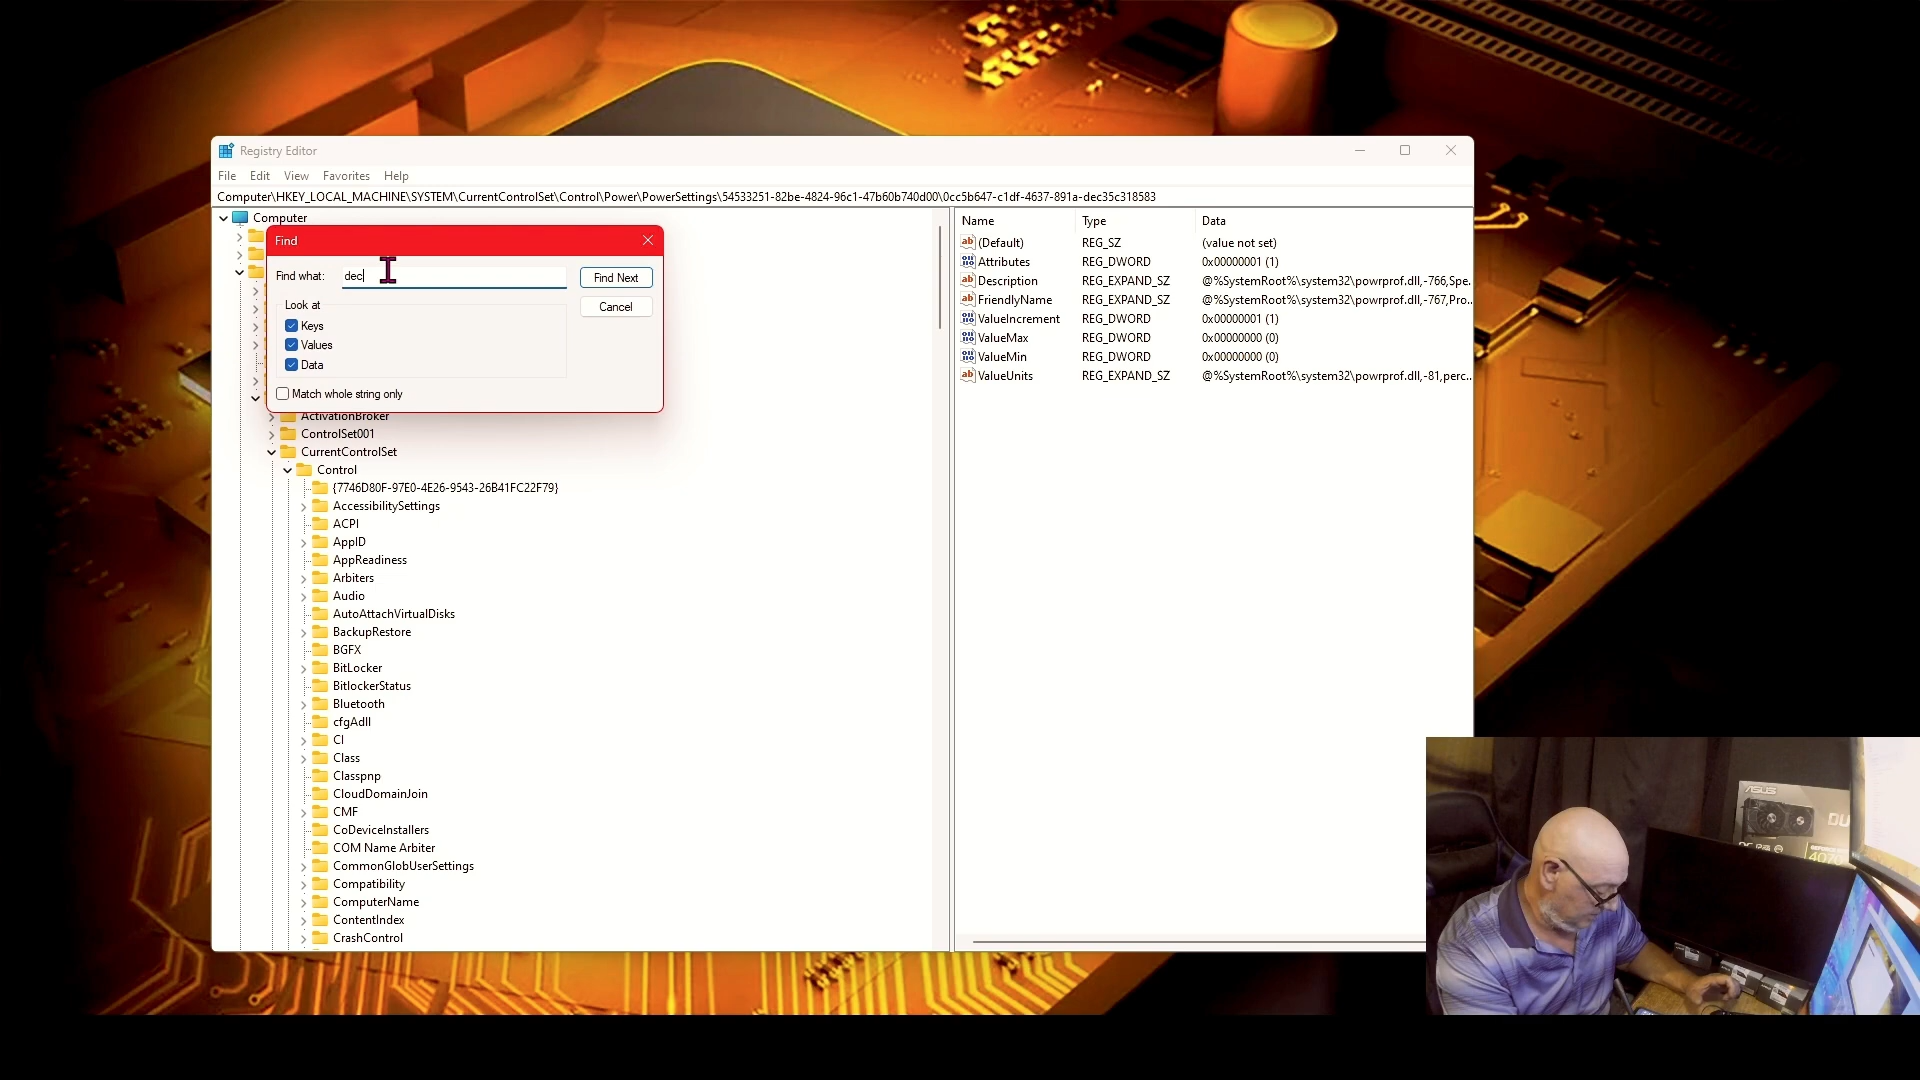 Registry Editor
File Edit View Favorites Help
Computer\HKEY_LOCAL_MACHINE\SYSTEM\CurrentControlSet\Control\Power\PowerSettings\54533251-82be-4824-96c1-47b60b740d00\0cc5b647-c1df-4637-891a-dec35c318583
Computer
Find
Find what: dec
Find Next
Look at
Cancel
Keys
Values
Data
Match whole string only
ActivationBroker
ControlSet001
CurrentControlSet
Control
{7746D80F-97E0-4E26-9543-26B41FC22F79}
AccessibilitySettings
ACPI
AppID
AppReadiness
Arbiters
Audio
AutoAttachVirtualDisks
BackupRestore
BGFX
BitLocker
BitlockerStatus
Bluetooth
cfgAdll
CI
Class
Classpnp
CloudDomainJoin
CMF
CoDeviceInstallers
COM Name Arbiter
CommonGlobUserSettings
Compatibility
ComputerName
ContentIndex
CrashControl
Name Type Data
(Default) REG_SZ (value not set)
Attributes REG_DWORD 0x00000001 (1)
Description REG_EXPAND_SZ @%SystemRoot%\system32\powrprof.dll,-766,Spe...
FriendlyName REG_EXPAND_SZ @%SystemRoot%\system32\powrprof.dll,-767,Pro...
ValueIncrement REG_DWORD 0x00000001 (1)
ValueMax REG_DWORD 0x00000000 (0)
ValueMin REG_DWORD 0x00000000 (0)
ValueUnits REG_EXPAND_SZ @%SystemRoot%\system32\powrprof.dll,-81,perc...
ASUS
DU
4070